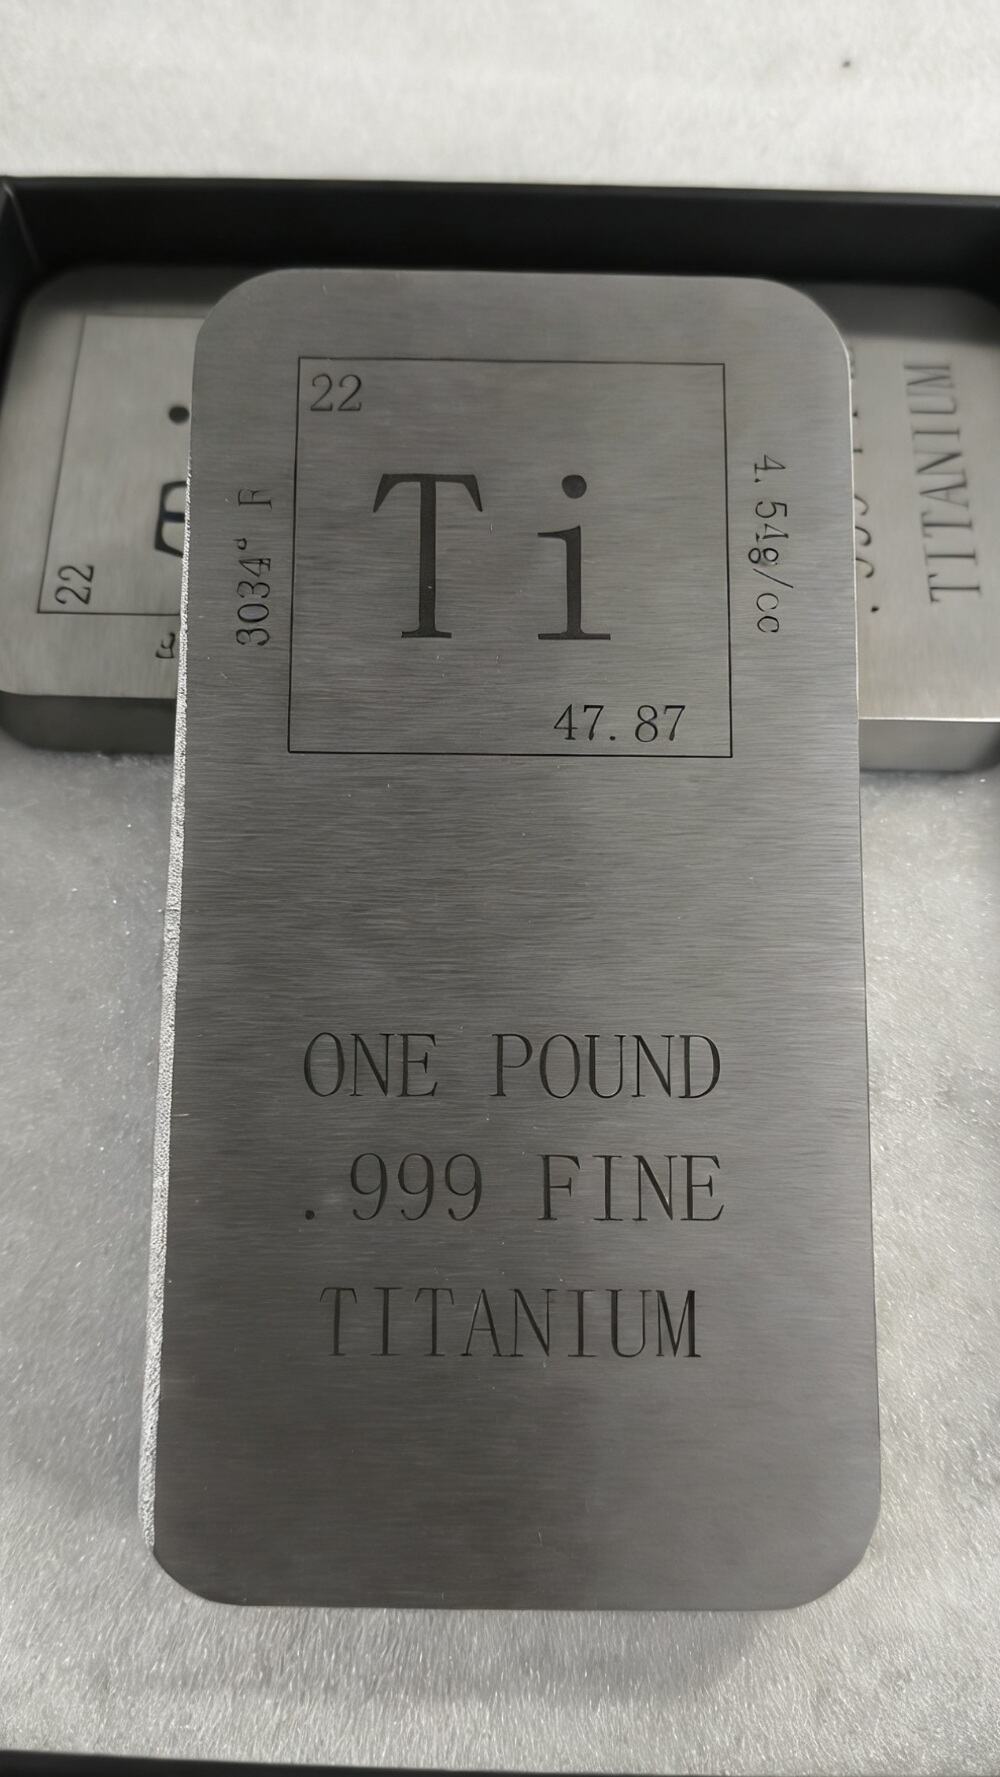 22
Ti
47.87
3034° F
4.54g/cc
ONE POUND
.999 FINE
TITANIUM
22
TITANIUM